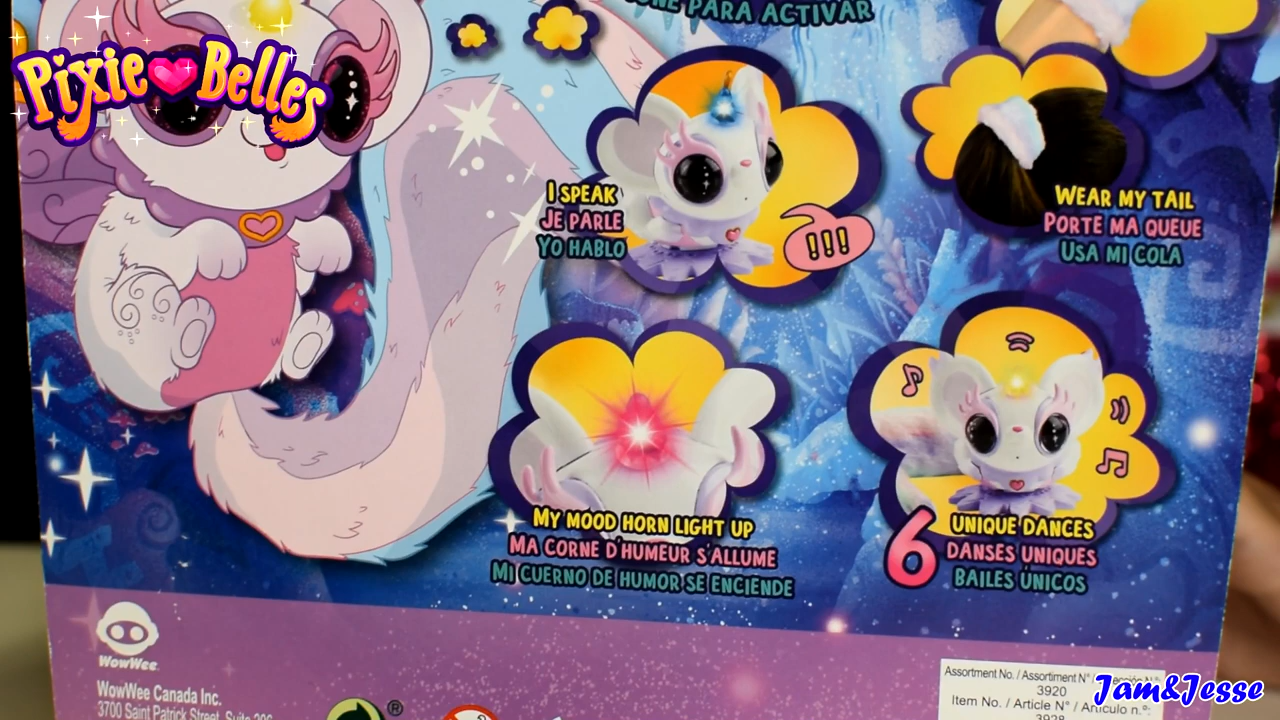 PARA ACTIVAR
Pixie Belles
I SPEAK
JE PARLE
YO HABLO
!!!
WEAR MY TAIL
PORTE MA QUEUE
USA MI COLA
MY MOOD HORN LIGHT UP
MA CORNE D'HUMEUR S'ALLUME
MI CUERNO DE HUMOR SE ENCIENDE
6 UNIQUE DANCES
DANSES UNIQUES
BAILES ÚNICOS
WowWee
WowWee Canada Inc.
3700 Saint Patrick Street, Suite 206
®
Assortment No. / Assortiment N° /
3920
Item No. / Article N° / Artículo n.º:
3928
Jam&Jesse